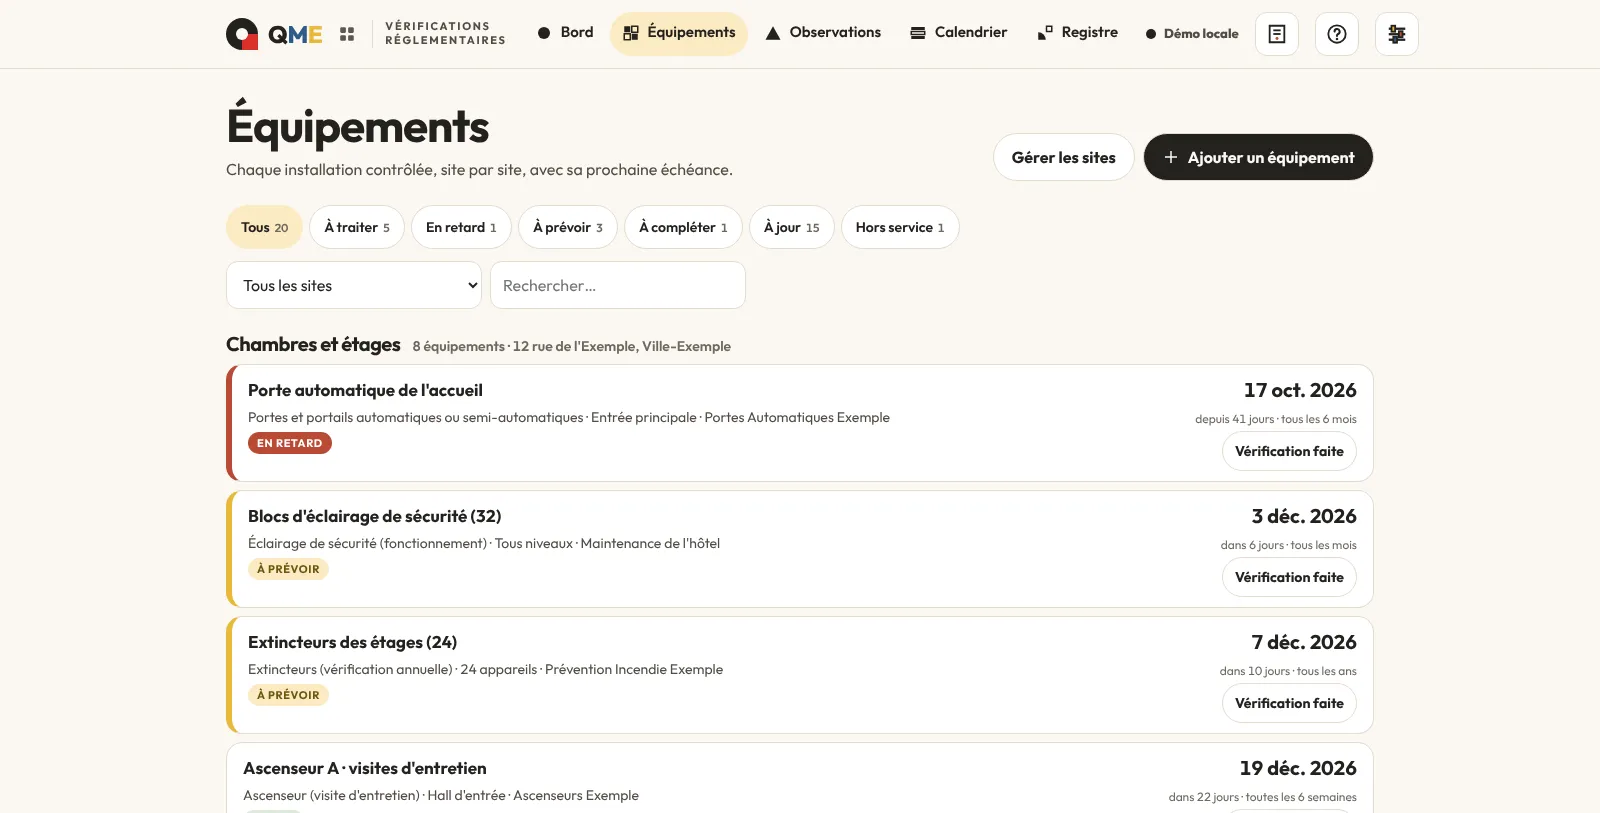 QME
VÉRIFICATIONS
RÉGLEMENTAIRES
Bord
Équipements
Observations
Calendrier
Registre
Démo locale
Équipements
Chaque installation contrôlée, site par site, avec sa prochaine échéance.
Gérer les sites
+ Ajouter un équipement
Tous 20
À traiter 5
En retard 1
À prévoir 3
À compléter 1
À jour 15
Hors service 1
Tous les sites
Rechercher…
Chambres et étages 8 équipements · 12 rue de l'Exemple, Ville-Exemple
Porte automatique de l'accueil
17 oct. 2026
Portes et portails automatiques ou semi-automatiques · Entrée principale · Portes Automatiques Exemple
depuis 41 jours · tous les 6 mois
EN RETARD
Vérification faite
Blocs d'éclairage de sécurité (32)
3 déc. 2026
Éclairage de sécurité (fonctionnement) · Tous niveaux · Maintenance de l'hôtel
dans 6 jours · tous les mois
À PRÉVOIR
Vérification faite
Extincteurs des étages (24)
7 déc. 2026
Extincteurs (vérification annuelle) · 24 appareils · Prévention Incendie Exemple
dans 10 jours · tous les ans
À PRÉVOIR
Vérification faite
Ascenseur A · visites d'entretien
19 déc. 2026
Ascenseur (visite d'entretien) · Hall d'entrée · Ascenseurs Exemple
dans 22 jours · toutes les 6 semaines